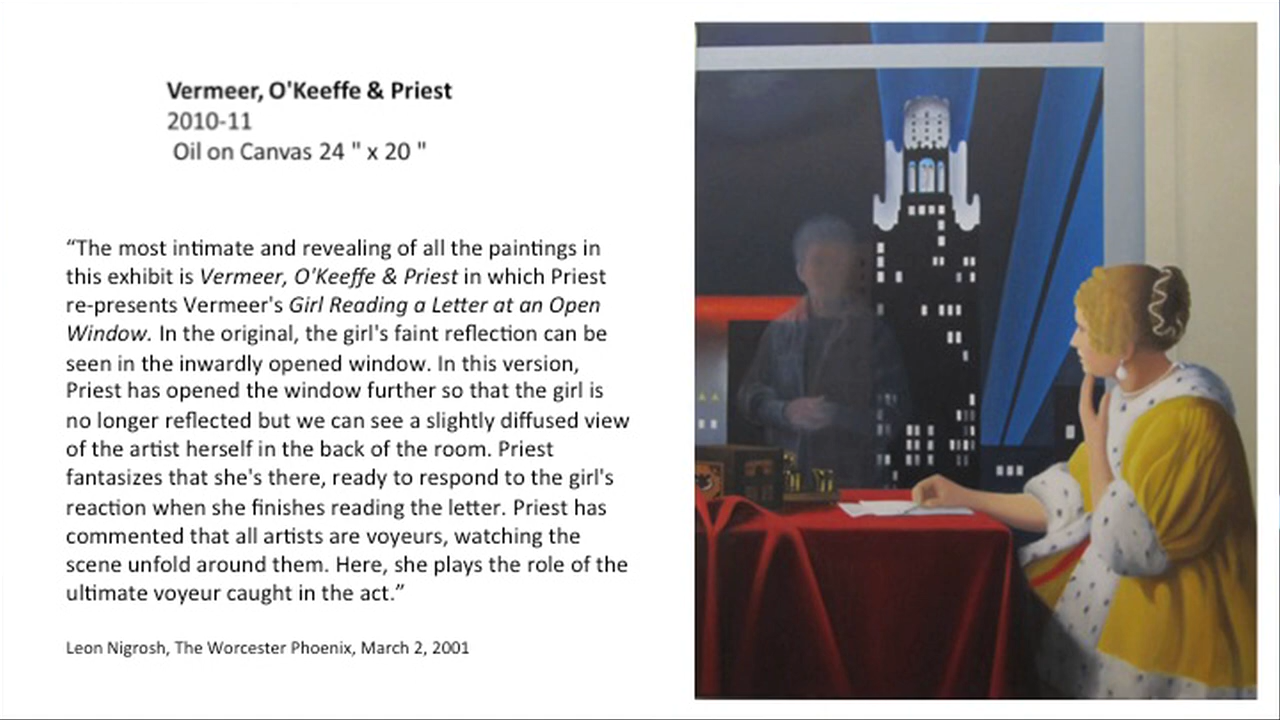 Vermeer, O'Keeffe & Priest
2010-11
Oil on Canvas 24 " x 20 "
“The most intimate and revealing of all the paintings in
this exhibit is Vermeer, O'Keeffe & Priest in which Priest
re-presents Vermeer's Girl Reading a Letter at an Open
Window. In the original, the girl's faint reflection can be
seen in the inwardly opened window. In this version,
Priest has opened the window further so that the girl is
no longer reflected but we can see a slightly diffused view
of the artist herself in the back of the room. Priest
fantasizes that she's there, ready to respond to the girl's
reaction when she finishes reading the letter. Priest has
commented that all artists are voyeurs, watching the
scene unfold around them. Here, she plays the role of the
ultimate voyeur caught in the act.”
Leon Nigrosh, The Worcester Phoenix, March 2, 2001